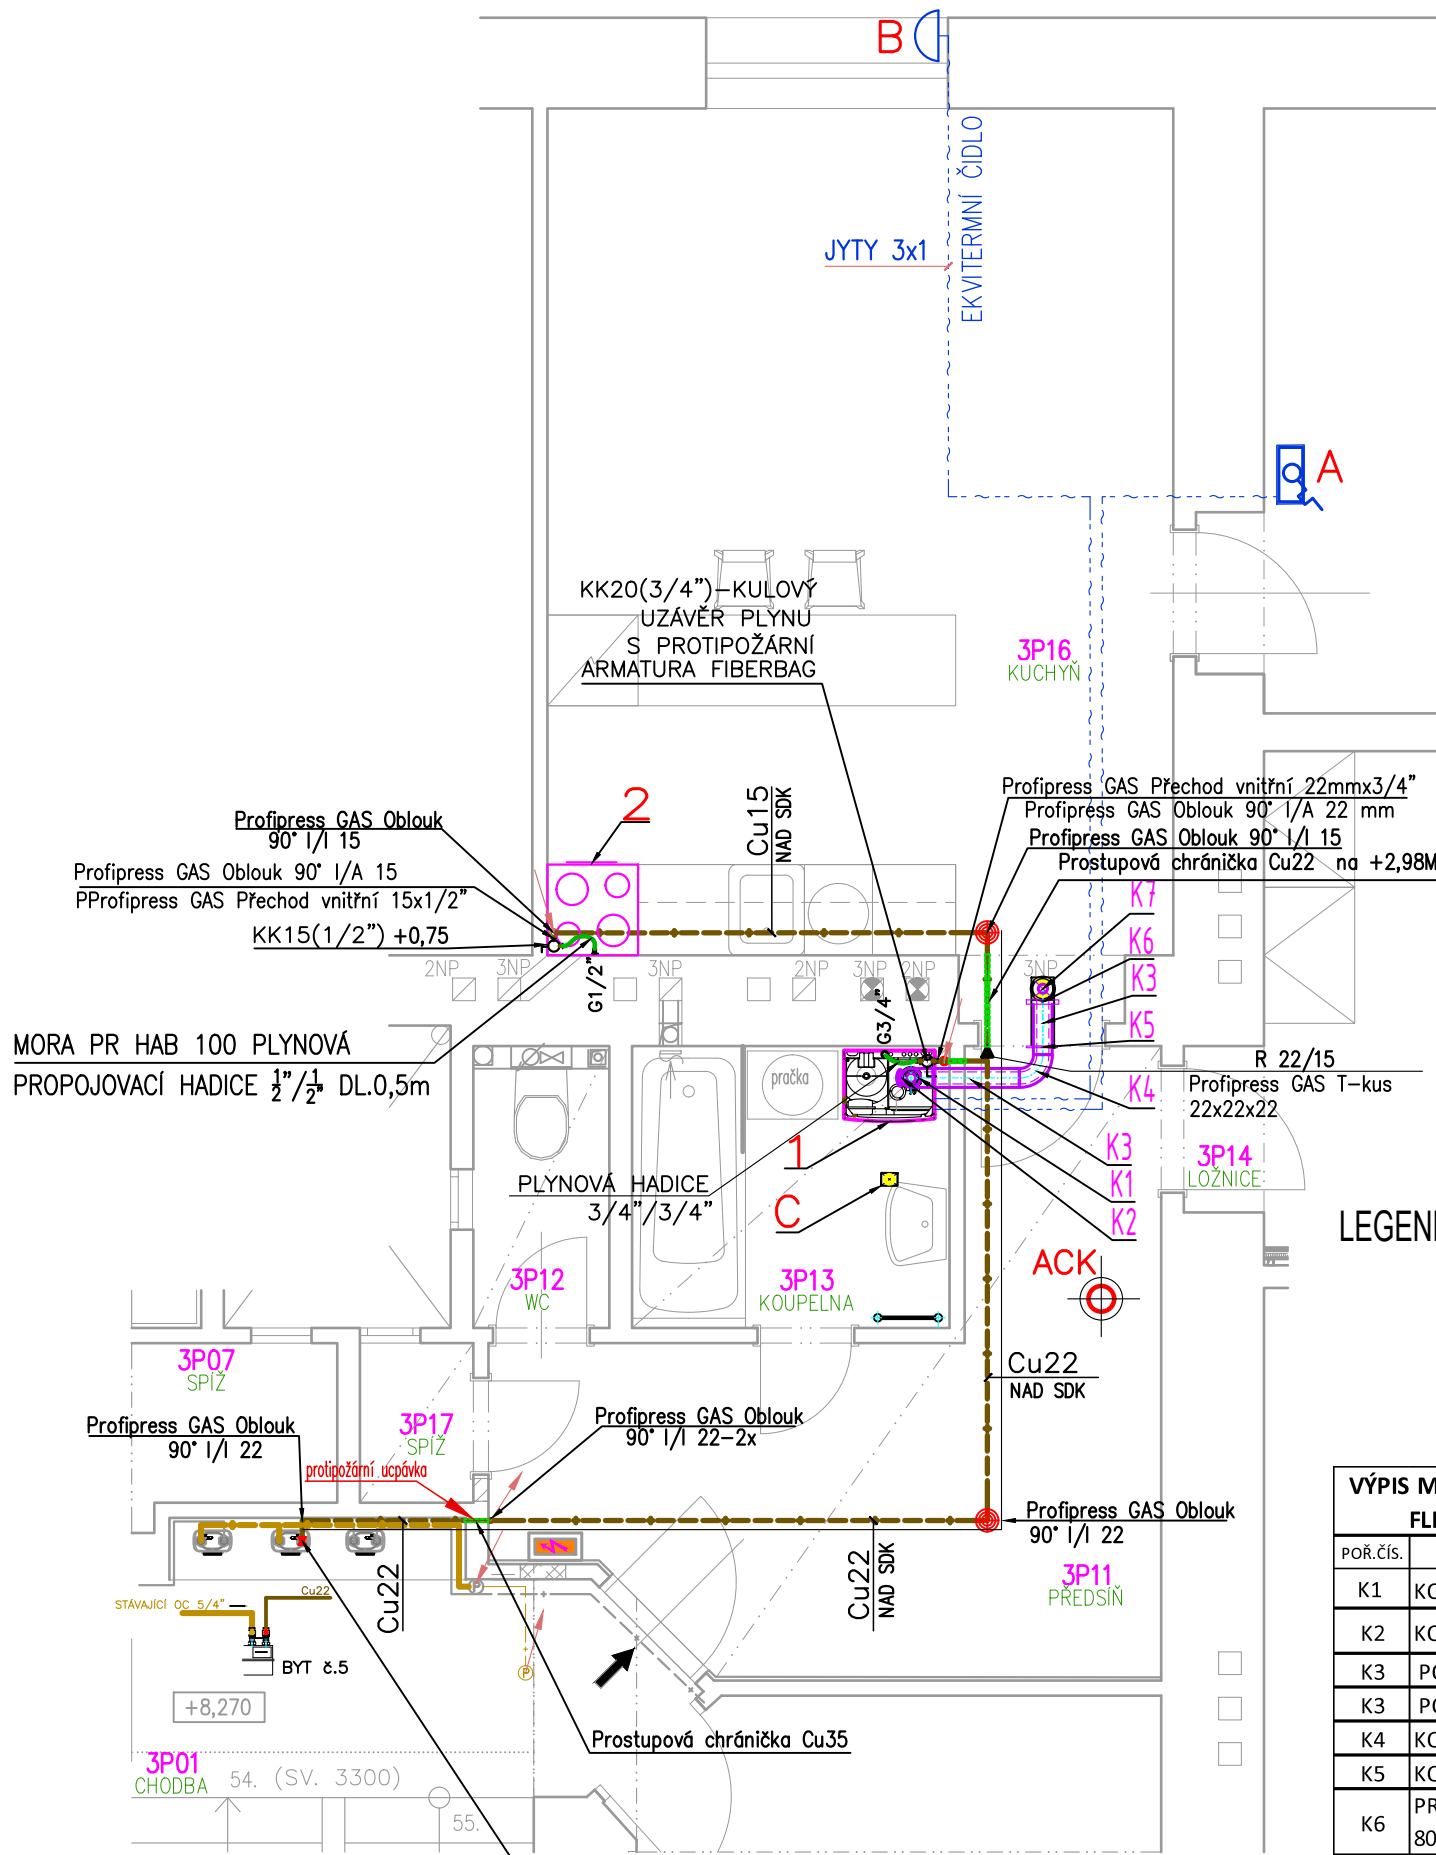 B
EKVITERMNÍ ČIDLO
JYTY 3x1
A
KK20(3/4")–KULOVÝ
UZÁVĚR PLYNU
S PROTIPOŽÁRNÍ
ARMATURA FIBERBAG
3P16
KUCHYŇ
Profipress GAS Přechod vnitřní 22mmx3/4"
Profipress GAS Oblouk 90° I/A 22 mm
Profipress GAS Oblouk 90° I/I 15
Prostupová chránička Cu22 na +2,98M
2
Cu15
NAD SDK
Profipress GAS Oblouk
90° I/I 15
Profipress GAS Oblouk 90° I/A 15
PProfipress GAS Přechod vnitřní 15x1/2"
KK15(1/2") +0,75
K7
K6
K3
K5
K4
2NP
3NP
3NP
2NP
3NP
2NP
3NP
G1/2"
G3/4"
MORA PR HAB 100 PLYNOVÁ
PROPOJOVACÍ HADICE 1/2"/1/2" DL.0,5m
R 22/15
Profipress GAS T–kus
22x22x22
pračka
1
K3
K1
K2
3P14
LOŽNICE
PLYNOVÁ HADICE
3/4"/3/4"
C
LEGEN
ACK
3P12
WC
3P13
KOUPELNA
3P07
SPÍŽ
3P17
SPÍŽ
Cu22
NAD SDK
Profipress GAS Oblouk
90° I/I 22
Profipress GAS Oblouk
90° I/I 22–2x
protipožární ucpávka
Profipress GAS Oblouk
90° I/I 22
Cu22
Cu22
NAD SDK
3P11
PŘEDSÍŇ
P
P
STÁVAJÍCÍ OC 5/4"
Cu22
BYT č.5
+8,270
Prostupová chránička Cu35
3P01
CHODBA
54. (SV. 3300)
55.
VÝPIS M
FL
POŘ.ČÍS.
K1 KO
K2 KO
K3 PO
K3 PO
K4 KO
K5 KO
K6 PR
80